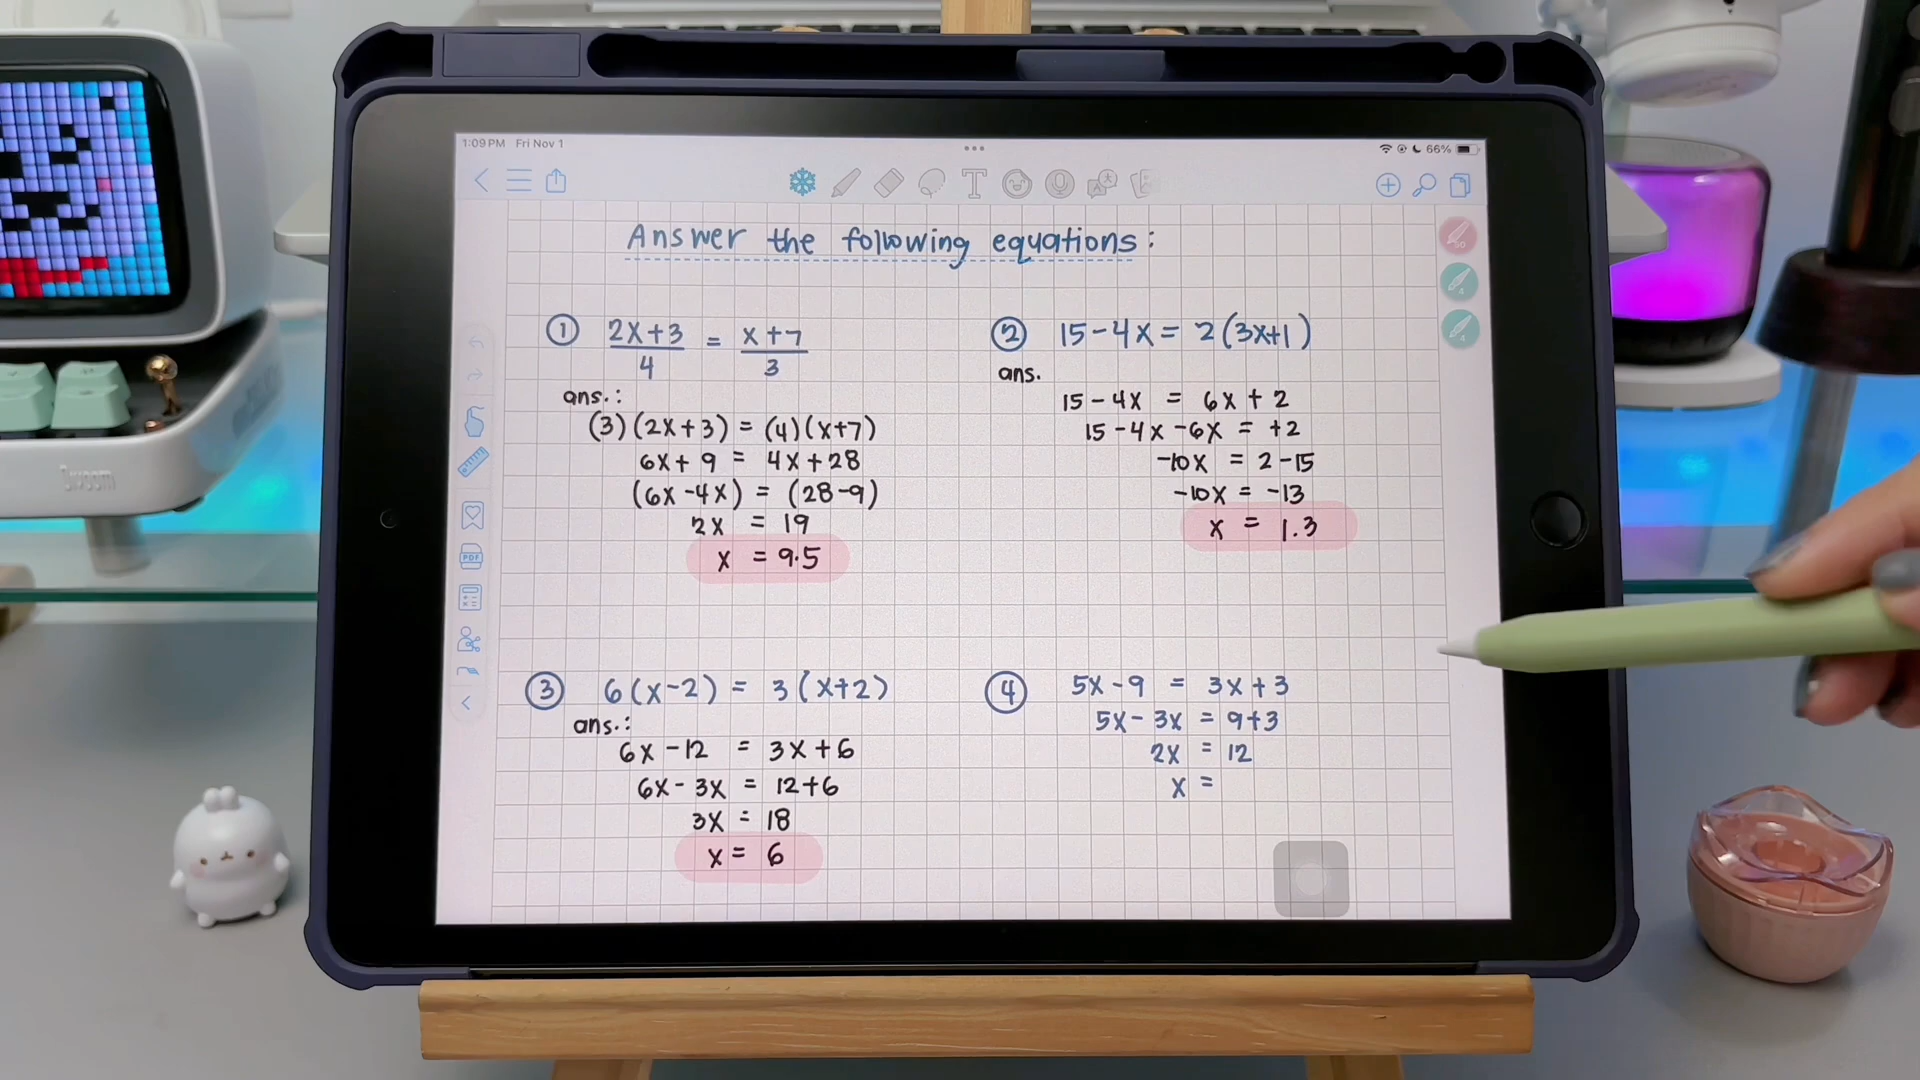 1:09 PM Fri Nov 1
66%
Answer the following equations:
① 2x+3/4 = x+7/3
ans.:
(3)(2x+3) = (4)(x+7)
6x+9 = 4x+28
(6x-4x) = (28-9)
2x = 19
x = 9.5
② 15-4x = 2(3x+1)
ans.
15-4x = 6x+2
15-4x-6x = +2
-10x = 2-15
-10x = -13
x = 1.3
③ 6(x-2) = 3(x+2)
ans.:
6x-12 = 3x+6
6x-3x = 12+6
3x = 18
x = 6
④ 5x-9 = 3x+3
5x-3x = 9+3
2x = 12
x =
PDF
Divoom